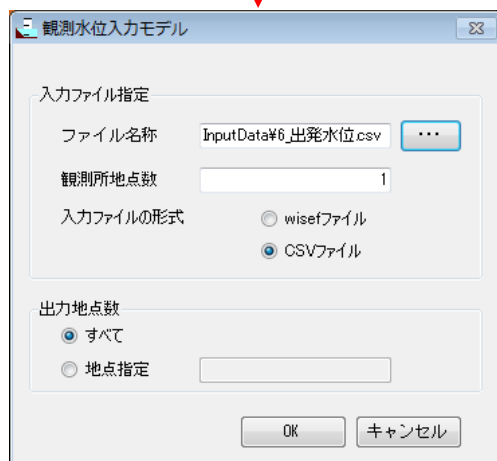 観測水位入力モデル
入力ファイル指定
ファイル名称 InputData¥6_出発水位.csv ...
観測所地点数 1
入力ファイルの形式 wisefファイル
CSVファイル
出力地点数
すべて
地点指定
OK キャンセル